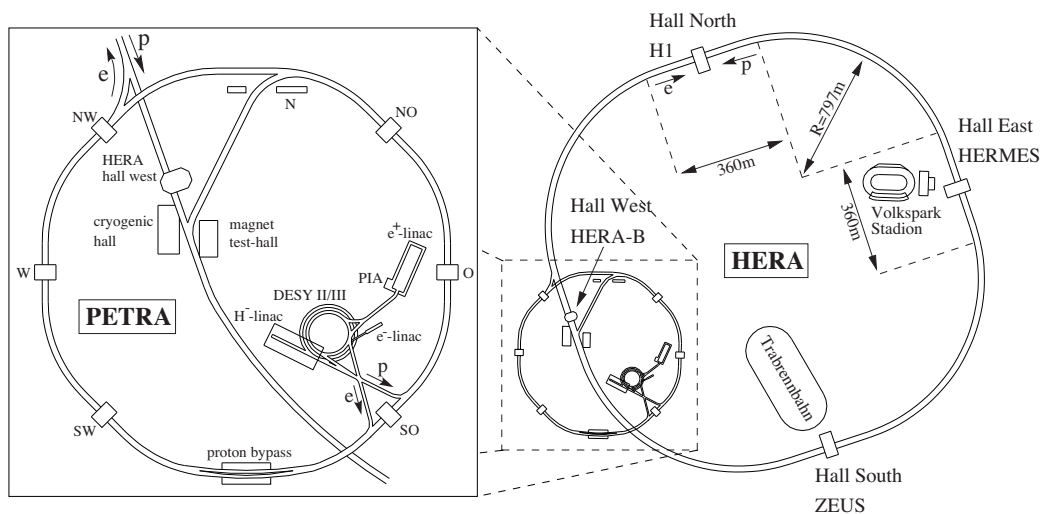 p
e
NW
N
NO
HERA
hall west
cryogenic
hall
magnet
test-hall
e⁺-linac
PIA
W
O
PETRA
DESY II/III
H⁻-linac
e⁻-linac
p
e
SW
SO
proton bypass
Hall North
H1
e
p
R=797m
360m
Hall East
HERMES
360m
Volkspark
Stadion
Hall West
HERA-B
HERA
Trabrennbahn
Hall South
ZEUS